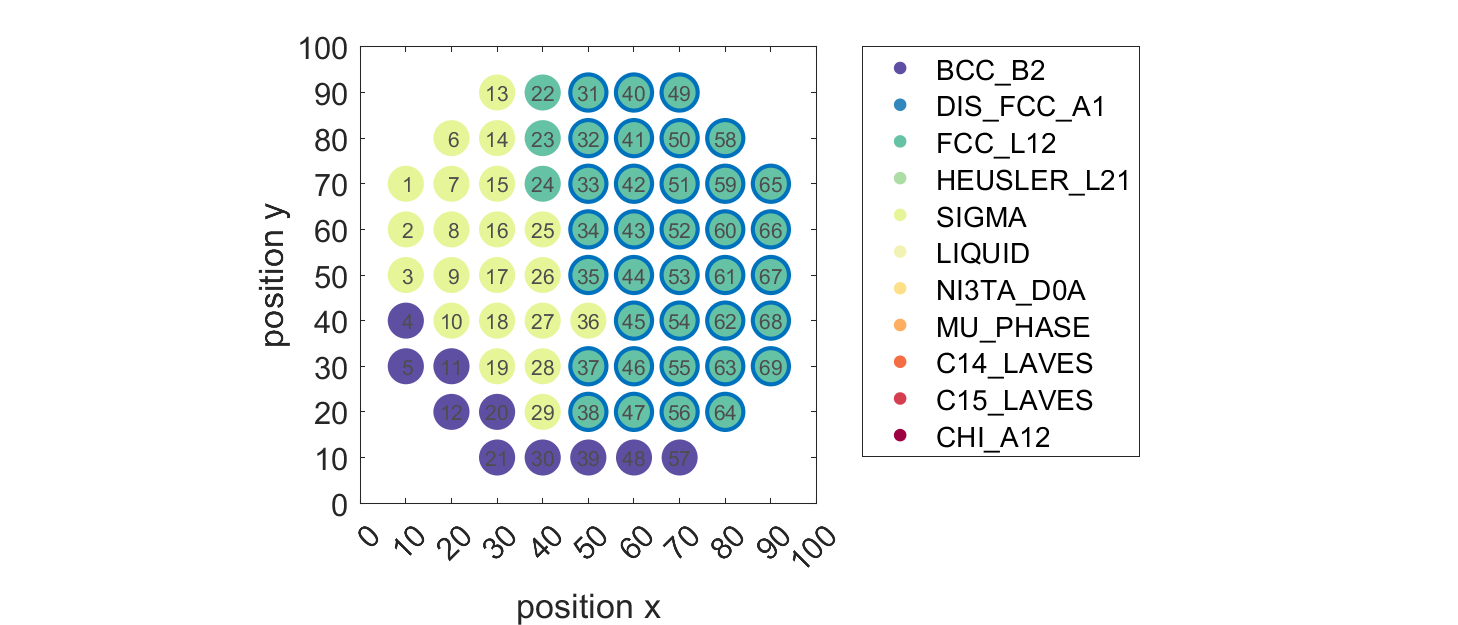 100
90 13 22 31 40 49
80 6 14 23 32 41 50 58
70 1 7 15 24 33 42 51 59 65
60 2 8 16 25 34 43 52 60 66
50 3 9 17 26 35 44 53 61 67
40 4 10 18 27 36 45 54 62 68
30 5 11 19 28 37 46 55 63 69
20 12 20 29 38 47 56 64
10 21 30 39 48 57
0
0 10 20 30 40 50 60 70 80 90 100
position x
position y
BCC_B2
DIS_FCC_A1
FCC_L12
HEUSLER_L21
SIGMA
LIQUID
NI3TA_D0A
MU_PHASE
C14_LAVES
C15_LAVES
CHI_A12